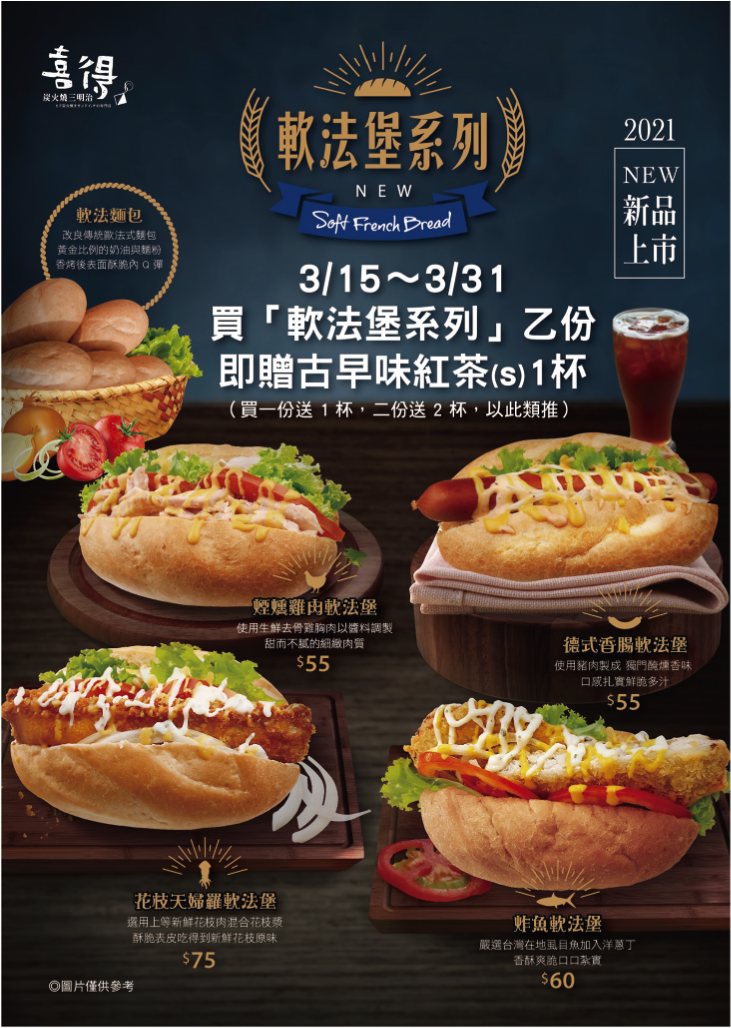 喜得
炭火燒三明治
軟法堡系列
NEW
Soft French Bread
2021
NEW
新品
上市
軟法麵包
改良傳統歐法式麵包
黃金比例的奶油與麵粉
香烤後表面酥脆內 Q 彈
3/15～3/31
買「軟法堡系列」乙份
即贈古早味紅茶(s)1杯
（買一份送 1 杯，二份送 2 杯，以此類推）
煙燻雞肉軟法堡
使用生鮮去骨雞胸肉以醬料調製
甜而不膩的細緻肉質
$55
德式香腸軟法堡
使用豬肉製成 獨門醃燻香味
口感扎實鮮脆多汁
$55
花枝天婦羅軟法堡
選用上等新鮮花枝肉混合花枝漿
酥脆表皮吃得到新鮮花枝原味
$75
炸魚軟法堡
嚴選台灣在地虱目魚加入洋蔥丁
香酥爽脆口口紮實
$60
◎圖片僅供參考